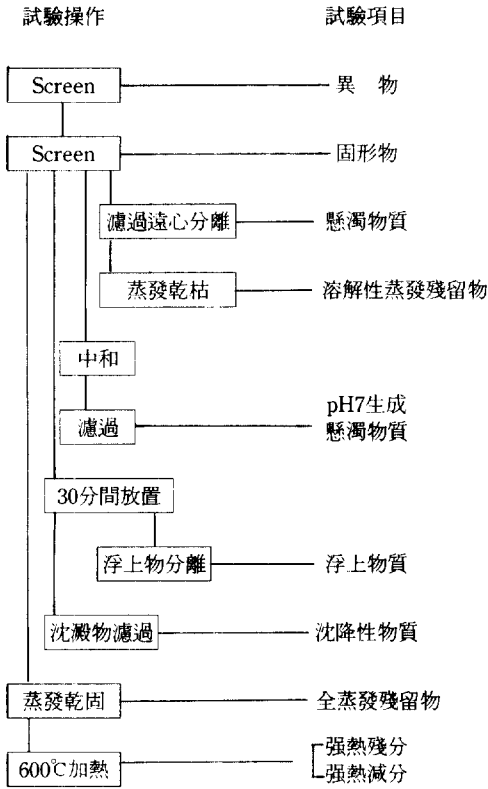 試驗操作 試驗項目
Screen 異 物
Screen 固形物
濾過遠心分離 懸濁物質
蒸發乾枯 溶解性蒸發殘留物
中和
濾過 pH7生成
懸濁物質
30分間放置
浮上物分離 浮上物質
沈澱物濾過 沈降性物質
蒸發乾固 全蒸發殘留物
600℃加熱 强熱殘分
强熱減分